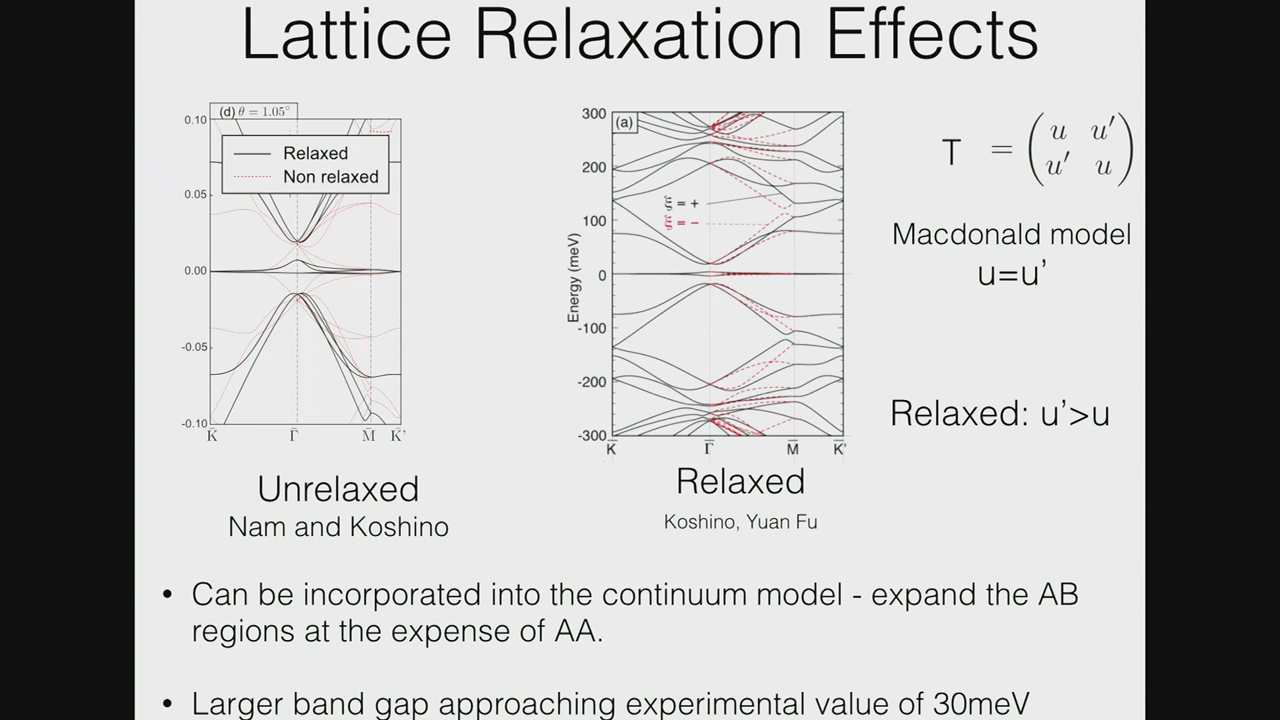 Lattice Relaxation Effects
(d) θ = 1.05°
0.10
0.05
0.00
-0.05
-0.10
Relaxed
Non relaxed
K̄ Γ̄ M̄ K̄'
Unrelaxed
Nam and Koshino
(a)
Energy (meV)
300
200
100
0
-100
-200
-300
ξ = +
ξ = −
K̄ Γ̄ M̄ K̄'
Relaxed
Koshino, Yuan Fu
T = ( u u' )
( u' u )
Macdonald model
u=u'
Relaxed: u'>u
• Can be incorporated into the continuum model - expand the AB
regions at the expense of AA.
• Larger band gap approaching experimental value of 30meV